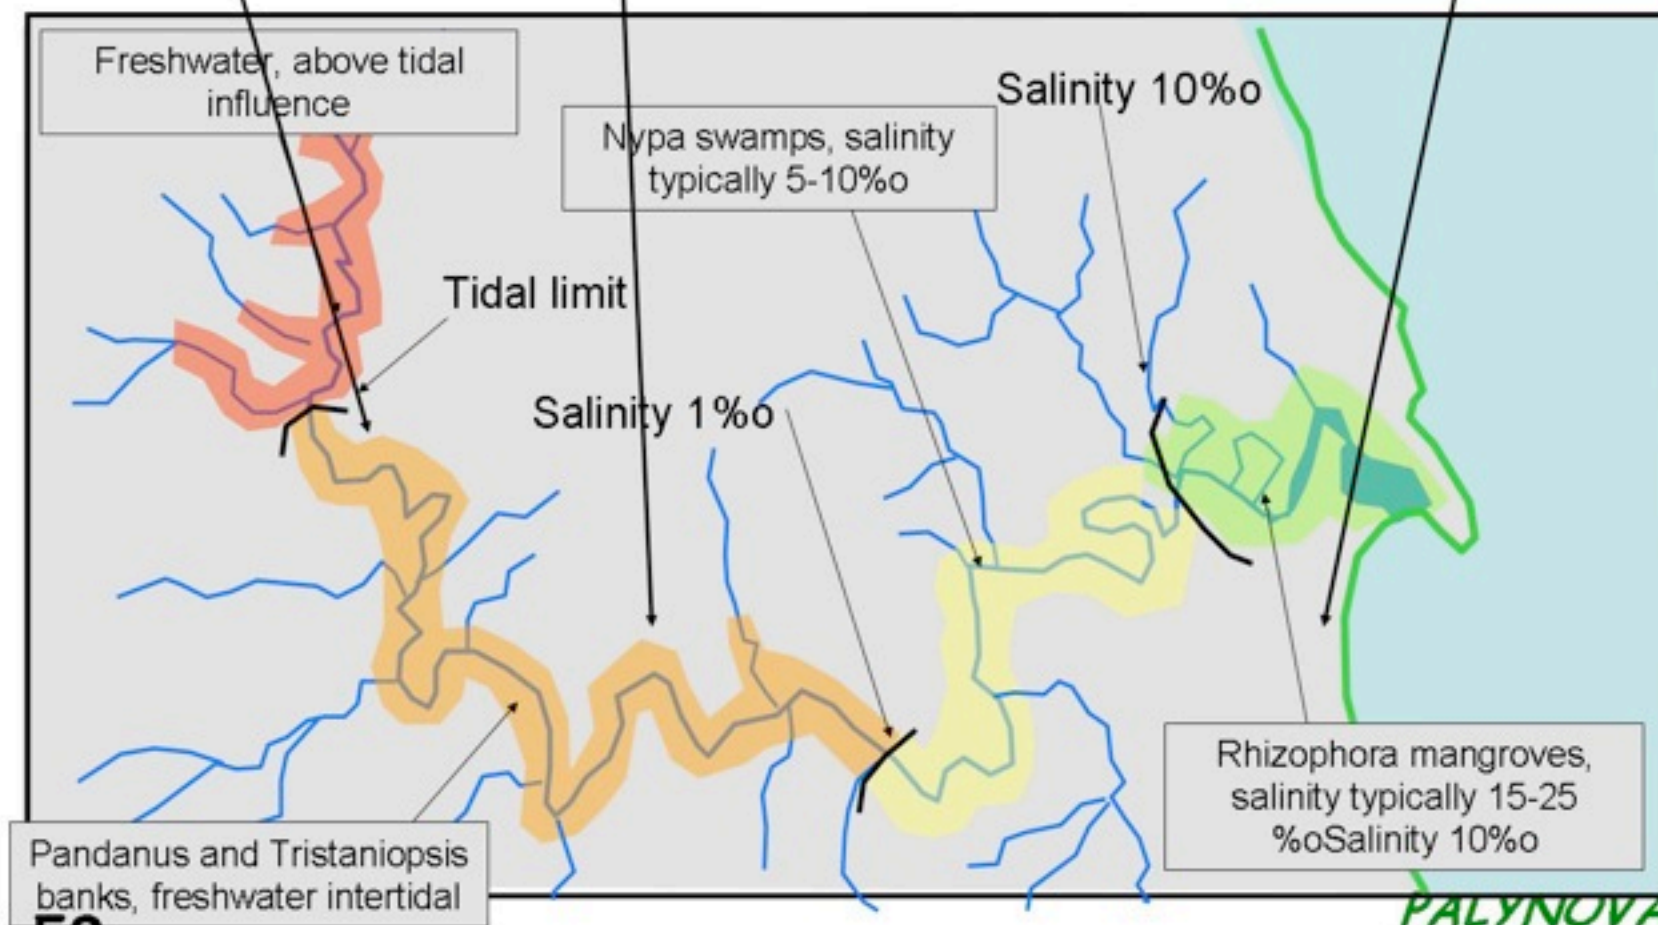 Freshwater, above tidal
influence
Salinity 10%o
Nypa swamps, salinity
typically 5-10%o
Tidal limit
Salinity 1%o
Rhizophora mangroves,
salinity typically 15-25
%oSalinity 10%o
Pandanus and Tristaniopsis
banks, freshwater intertidal
PALYNOVA